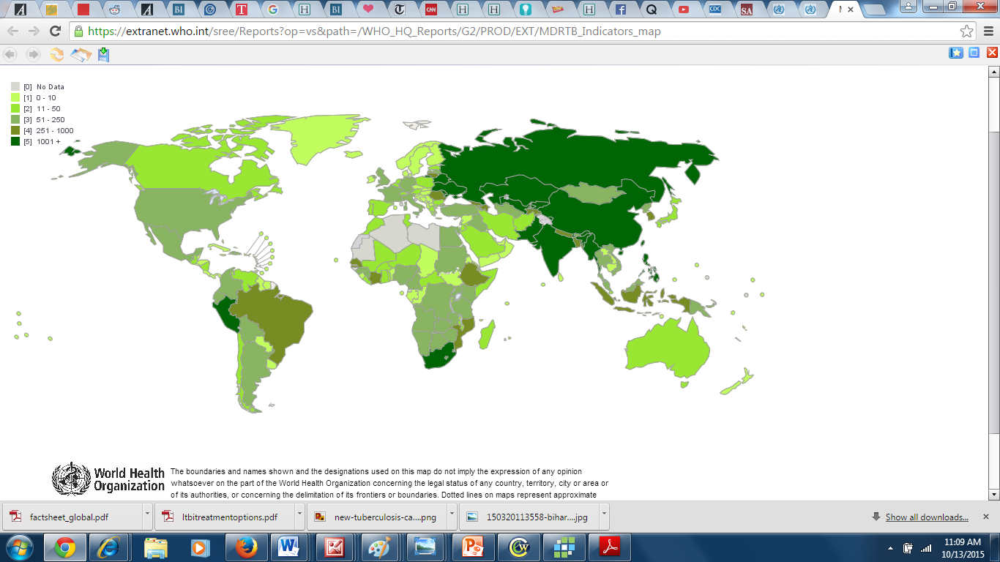 https://extranet.who.int/sree/Reports?op=vs&path=/WHO_HQ_Reports/G2/PROD/EXT/MDRTB_Indicators_map
[0] No Data
[1] 0 - 10
[2] 11 - 50
[3] 51 - 250
[4] 251 - 1000
[5] 1001 +
World Health
Organization
The boundaries and names shown and the designations used on this map do not imply the expression of any opinion
whatsoever on the part of the World Health Organization concerning the legal status of any country, territory, city or area or
of its authorities, or concerning the delimitation of its frontiers or boundaries. Dotted lines on maps represent approximate
factsheet_global.pdf
ltbitreatmentoptions.pdf
new-tuberculosis-ca....png
150320113558-bihar....jpg
Show all downloads...
11:09 AM
10/13/2015